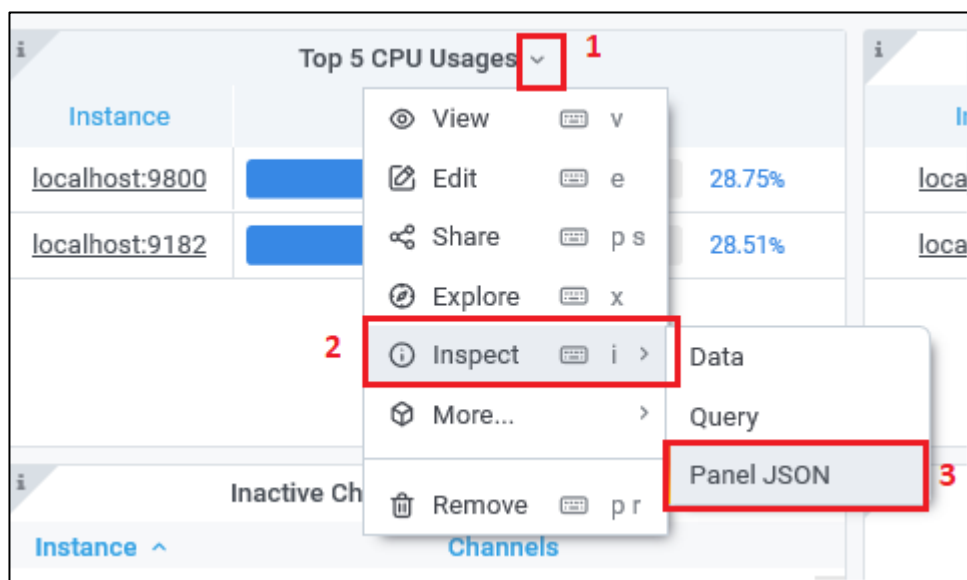 i
Top 5 CPU Usages
1
i
Instance
View v
localhost:9800
Edit e
28.75%
loca
localhost:9182
Share p s
28.51%
loca
Explore x
2
Inspect i
Data
More...
Query
Panel JSON
3
i
Inactive Ch
Remove p r
Instance
Channels